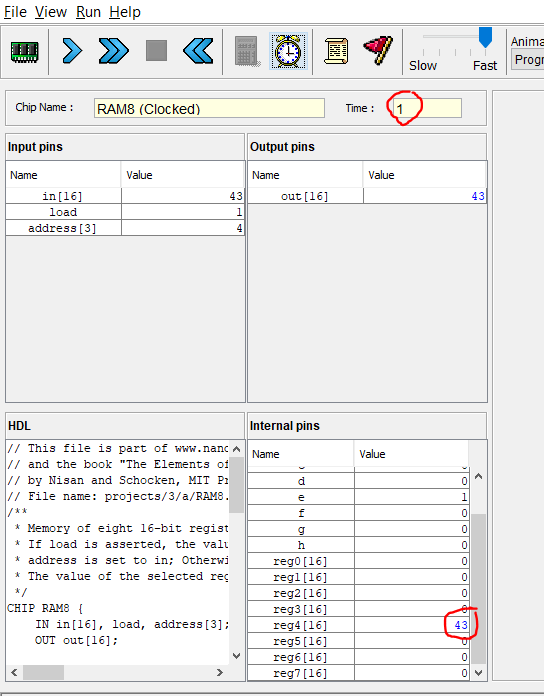 File View Run Help
Slow Fast
Anima
Progr
Chip Name : RAM8 (Clocked) Time : 1
Input pins
Name Value
in[16] 43
load 1
address[3] 4
Output pins
Name Value
out[16] 43
HDL
// This file is part of www.nand
// and the book "The Elements of
// by Nisan and Schocken, MIT Pr
// File name: projects/3/a/RAM8.
/**
* Memory of eight 16-bit regist
* If load is asserted, the valu
* address is set to in; Otherwi
* The value of the selected reg
*/
CHIP RAM8 {
IN in[16], load, address[3];
OUT out[16];
Internal pins
Name Value
d 0
e 1
f 0
g 0
h 0
reg0[16] 0
reg1[16] 0
reg2[16] 0
reg3[16] 0
reg4[16] 43
reg5[16] 0
reg6[16] 0
reg7[16] 0